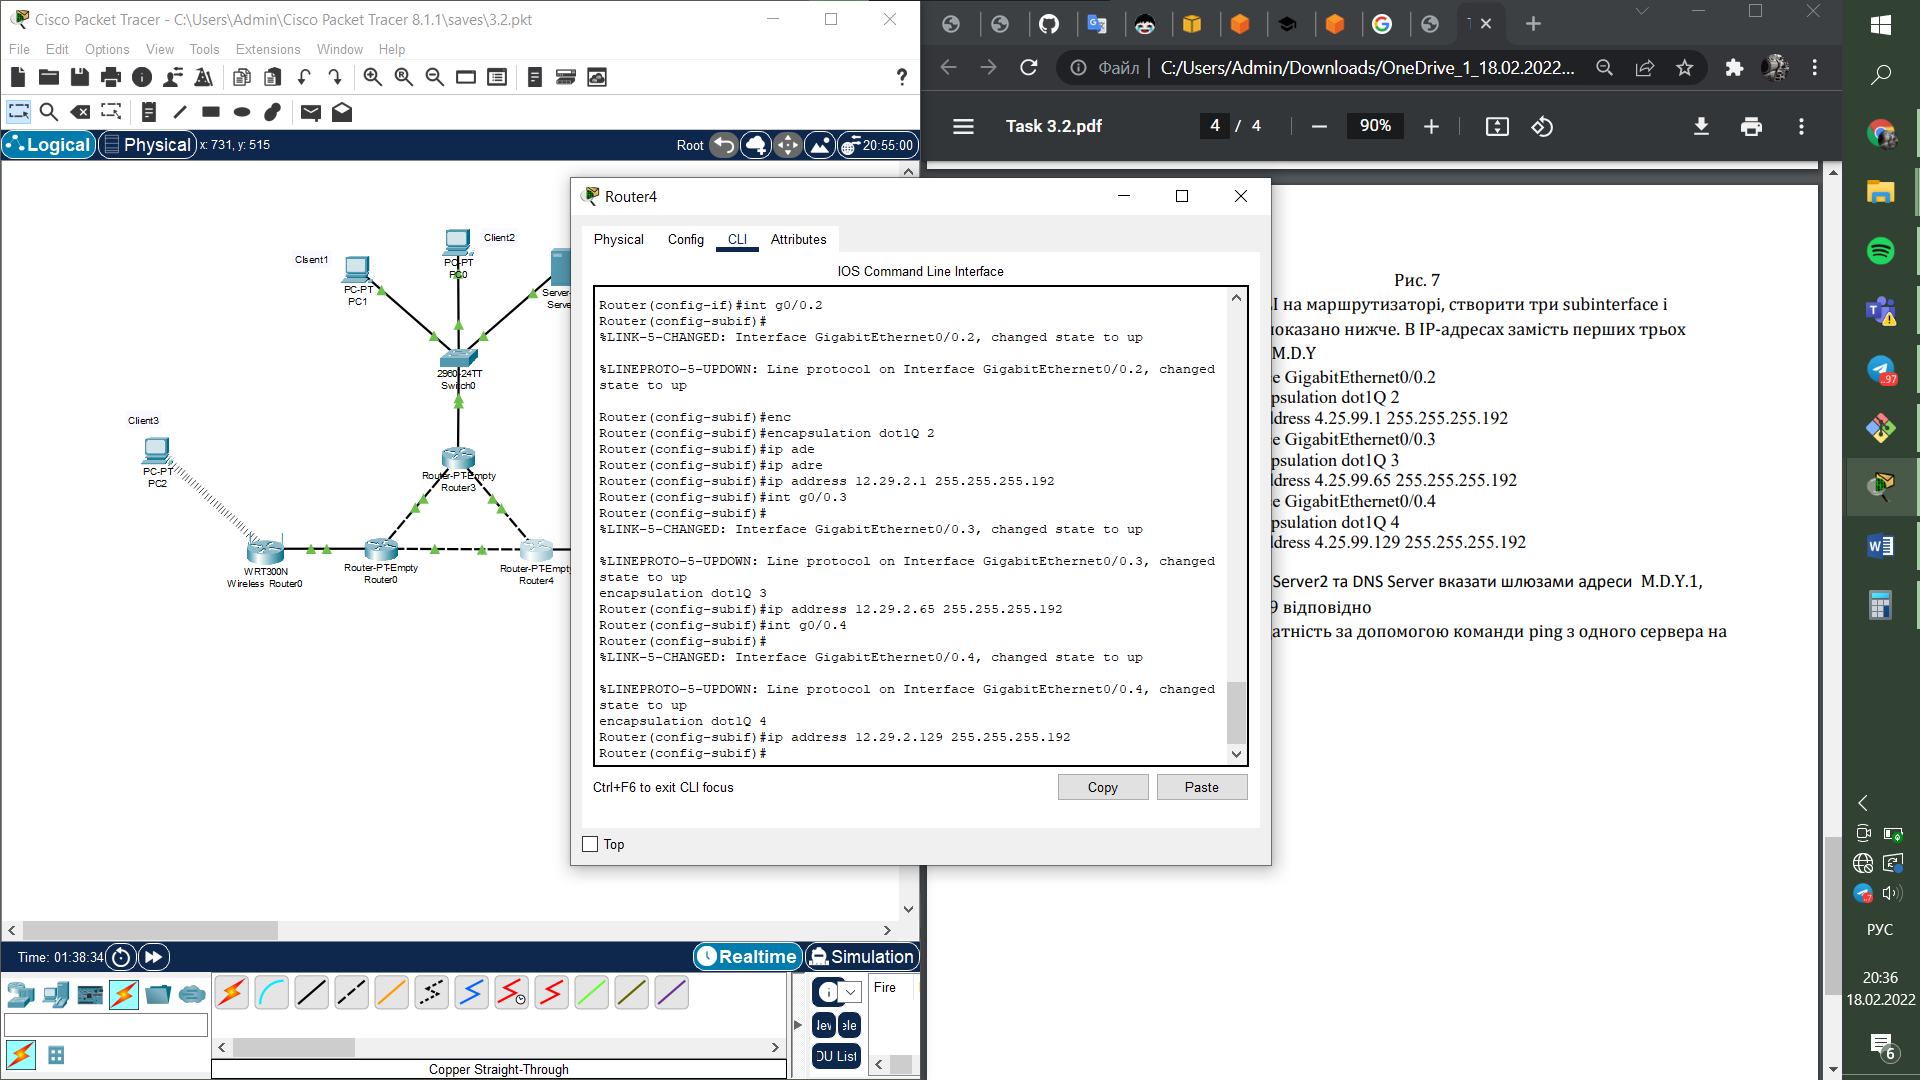 Cisco Packet Tracer - C:\Users\Admin\Cisco Packet Tracer 8.1.1\saves\3.2.pkt
File Edit Options View Tools Extensions Window Help
Logical
Physical
x: 731, y: 515
Root
20:55:00
Client2
PC-PT
PC0
PC-PT
PC1
Server-
Serve
2960-24TT
Switch0
Client3
PC-PT
PC2
Router-PT-Empty
Router3
WRT300N
Wireless Router0
Router-PT-Empty
Router0
Router-PT-Empty
Router4
Router4
Physical Config CLI Attributes
IOS Command Line Interface
Router(config-if)#int g0/0.2
Router(config-subif)#
%LINK-5-CHANGED: Interface GigabitEthernet0/0.2, changed state to up
%LINEPROTO-5-UPDOWN: Line protocol on Interface GigabitEthernet0/0.2, changed
state to up
Router(config-subif)#enc
Router(config-subif)#encapsulation dot1Q 2
Router(config-subif)#ip ade
Router(config-subif)#ip adre
Router(config-subif)#ip address 12.29.2.1 255.255.255.192
Router(config-subif)#int g0/0.3
Router(config-subif)#
%LINK-5-CHANGED: Interface GigabitEthernet0/0.3, changed state to up
%LINEPROTO-5-UPDOWN: Line protocol on Interface GigabitEthernet0/0.3, changed
state to up
encapsulation dot1Q 3
Router(config-subif)#ip address 12.29.2.65 255.255.255.192
Router(config-subif)#int g0/0.4
Router(config-subif)#
%LINK-5-CHANGED: Interface GigabitEthernet0/0.4, changed state to up
%LINEPROTO-5-UPDOWN: Line protocol on Interface GigabitEthernet0/0.4, changed
state to up
encapsulation dot1Q 4
Router(config-subif)#ip address 12.29.2.129 255.255.255.192
Router(config-subif)#
Ctrl+F6 to exit CLI focus
Copy
Paste
Top
Time: 01:38:34
Realtime
Simulation
Fire
Copper Straight-Through
Файл
C:/Users/Admin/Downloads/OneDrive_1_18.02.2022...
Task 3.2.pdf
4 / 4
90%
Рис. 7
І на маршрутизаторі, створити три subinterface і
показано нижче. В IP-адресах замість перших трьох
M.D.Y
e GigabitEthernet0/0.2
psulation dot1Q 2
ddress 4.25.99.1 255.255.255.192
e GigabitEthernet0/0.3
psulation dot1Q 3
ddress 4.25.99.65 255.255.255.192
e GigabitEthernet0/0.4
psulation dot1Q 4
ddress 4.25.99.129 255.255.255.192
Server2 та DNS Server вказати шлюзами адреси M.D.Y.1,
9 відповідно
атність за допомогою команди ping з одного сервера на
97
РУС
20:36
18.02.2022
6